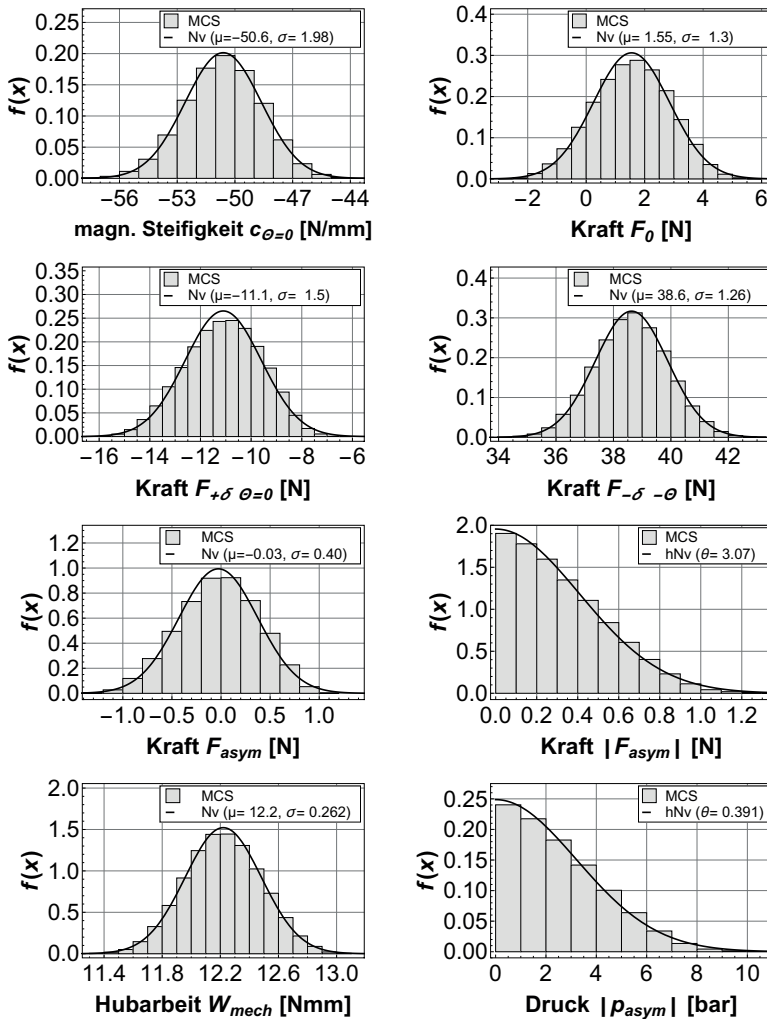 MCS
Nv (μ=-50.6, σ= 1.98)
0.20
0.15
0.10
0.05
0.00
f(x)
-56 -53 -50 -47 -44
magn. Steifigkeit cΘ=0 [N/mm]
MCS
Nv (μ= 1.55, σ= 1.3)
0.4
0.3
0.2
0.1
0.0
f(x)
-2 0 2 4 6
Kraft F0 [N]
0.35
MCS
Nv (μ=-11.1, σ= 1.5)
0.30
0.25
0.20
0.15
0.10
0.05
0.00
f(x)
-16 -14 -12 -10 -8 -6
Kraft F+δ Θ=0 [N]
MCS
Nv (μ= 38.6, σ= 1.26)
0.4
0.3
0.2
0.1
0.0
f(x)
34 36 38 40 42
Kraft F-δ -Θ [N]
MCS
Nv (μ=-0.03, σ= 0.40)
1.2
1.0
0.8
0.6
0.4
0.2
0.0
f(x)
-1.0 -0.5 0.0 0.5 1.0
Kraft Fasym [N]
2.0
MCS
hNv (θ= 3.07)
1.5
1.0
0.5
0.0
f(x)
0.0 0.2 0.4 0.6 0.8 1.0 1.2
Kraft |Fasym| [N]
2.0
MCS
Nv (μ= 12.2, σ= 0.262)
1.5
1.0
0.5
0.0
f(x)
11.4 11.8 12.2 12.6 13.0
Hubarbeit Wmech [Nmm]
MCS
hNv (θ= 0.391)
0.25
0.20
0.15
0.10
0.05
0.00
f(x)
0 2 4 6 8 10
Druck |pasym| [bar]